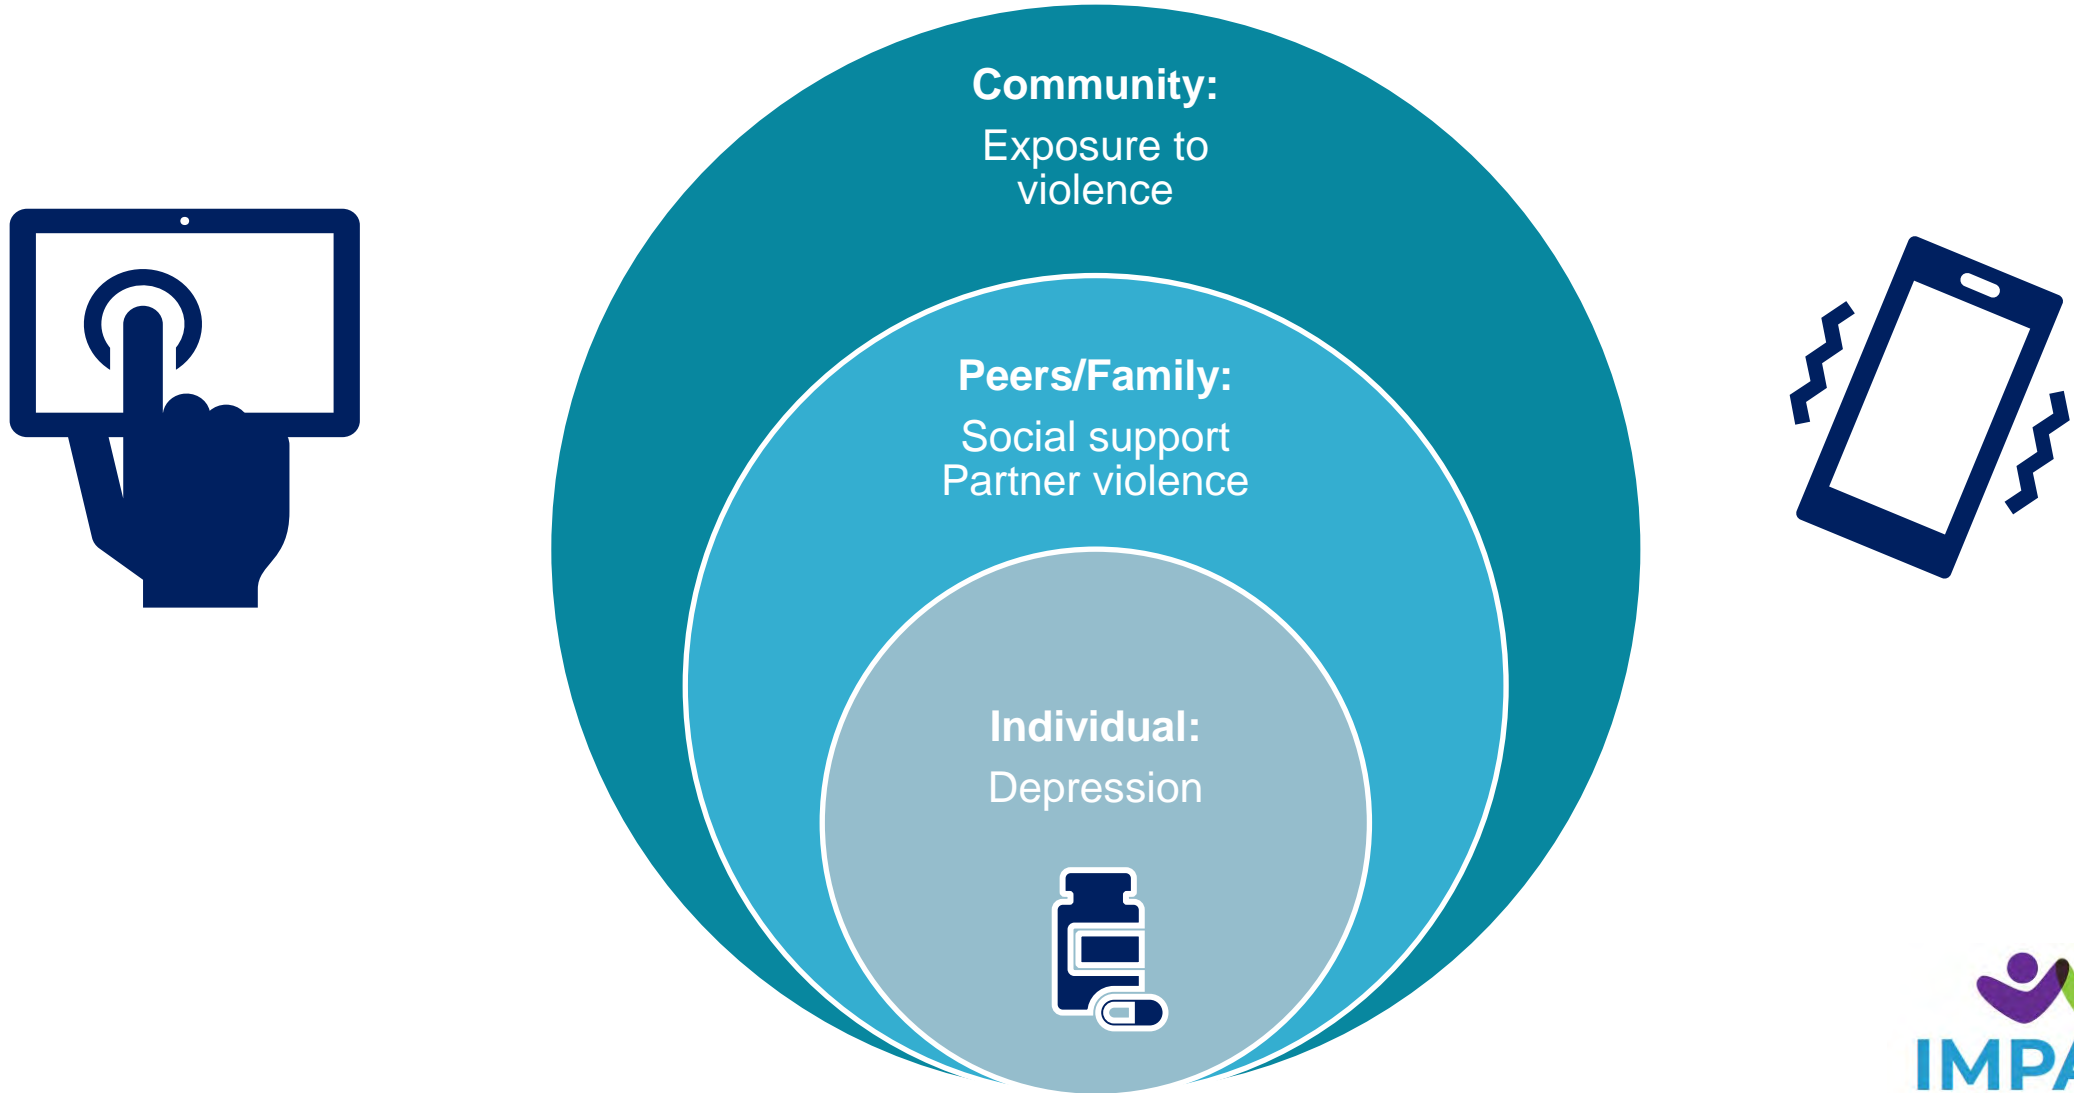 Community:
Exposure to
violence
Peers/Family:
Social support
Partner violence
Individual:
Depression